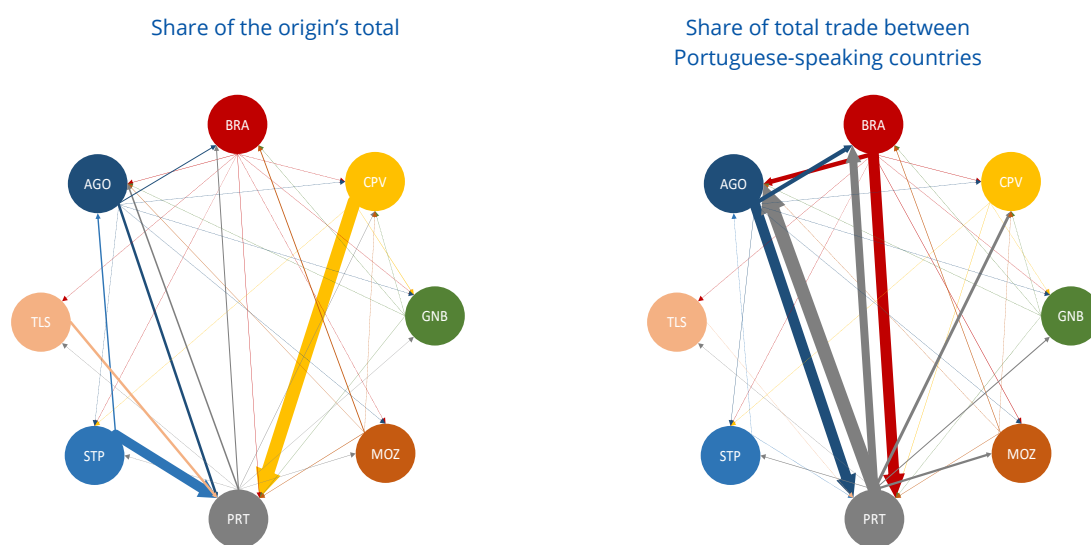 Share of the origin's total
Share of total trade between
Portuguese-speaking countries
BRA
AGO
CPV
TLS
GNB
STP
MOZ
PRT
BRA
AGO
CPV
TLS
GNB
STP
MOZ
PRT